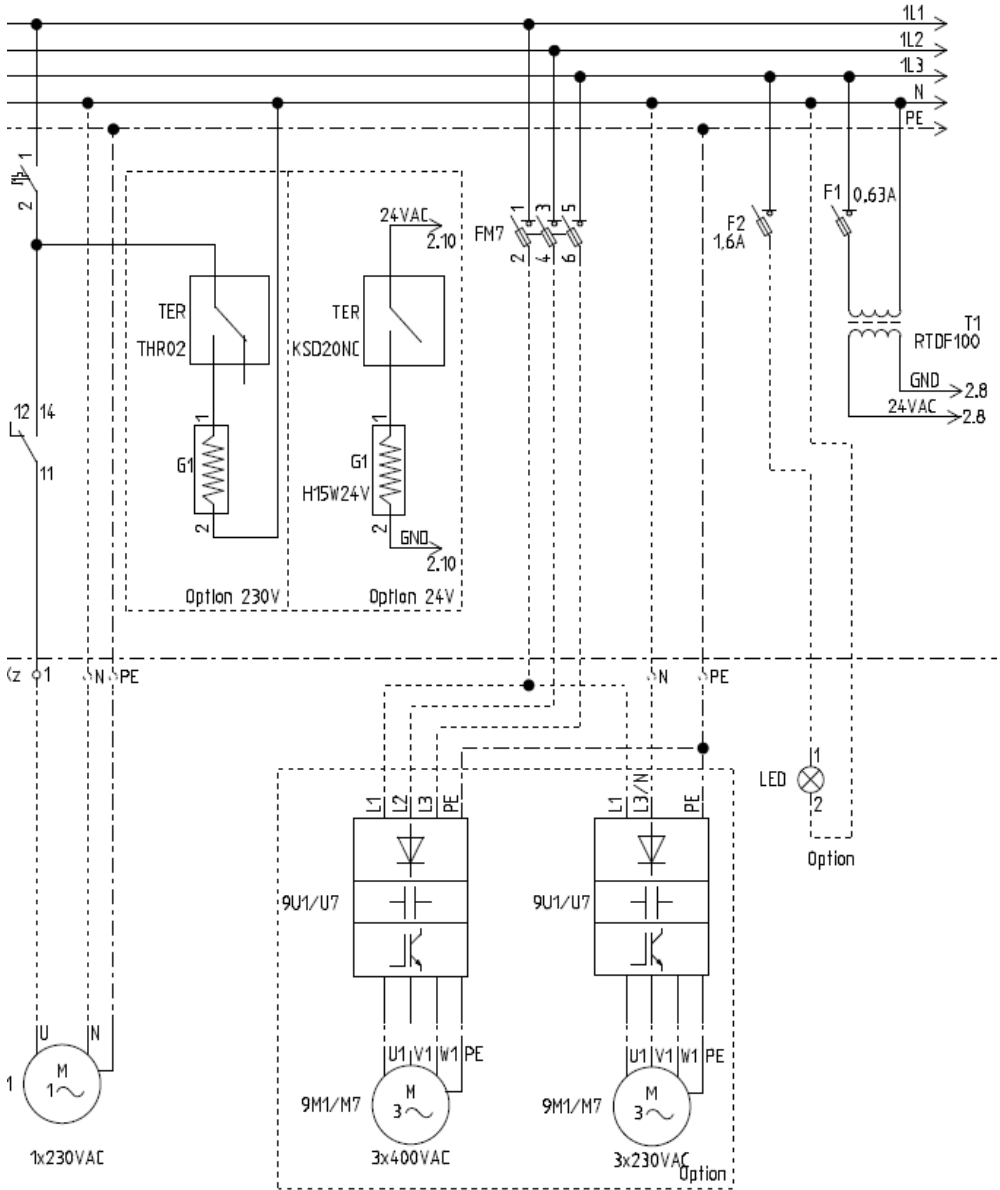 1L1
1L2
1L3
N
PE
1
2
24VAC
2.10
FM7
1 3 5
2 4 6
F2
1,6A
F1 0.63A
TER
THR02
TER
KSD20NC
T1
RTDF100
GND 2.8
24VAC 2.8
12 14
11
1
G1
2
1
G1
H15W24V
2
GND
2.10
Option 230V
Option 24V
1
N PE
N PE
L1 L2 L3 PE
L1 L3/N PE
LED
1
2
Option
9U1/U7
9U1/U7
U N
M
1
1
U1 V1 W1 PE
U1 V1 W1 PE
9M1/M7
M
3
9M1/M7
M
3
1x230VAC
3x400VAC
3x230VAC
Option